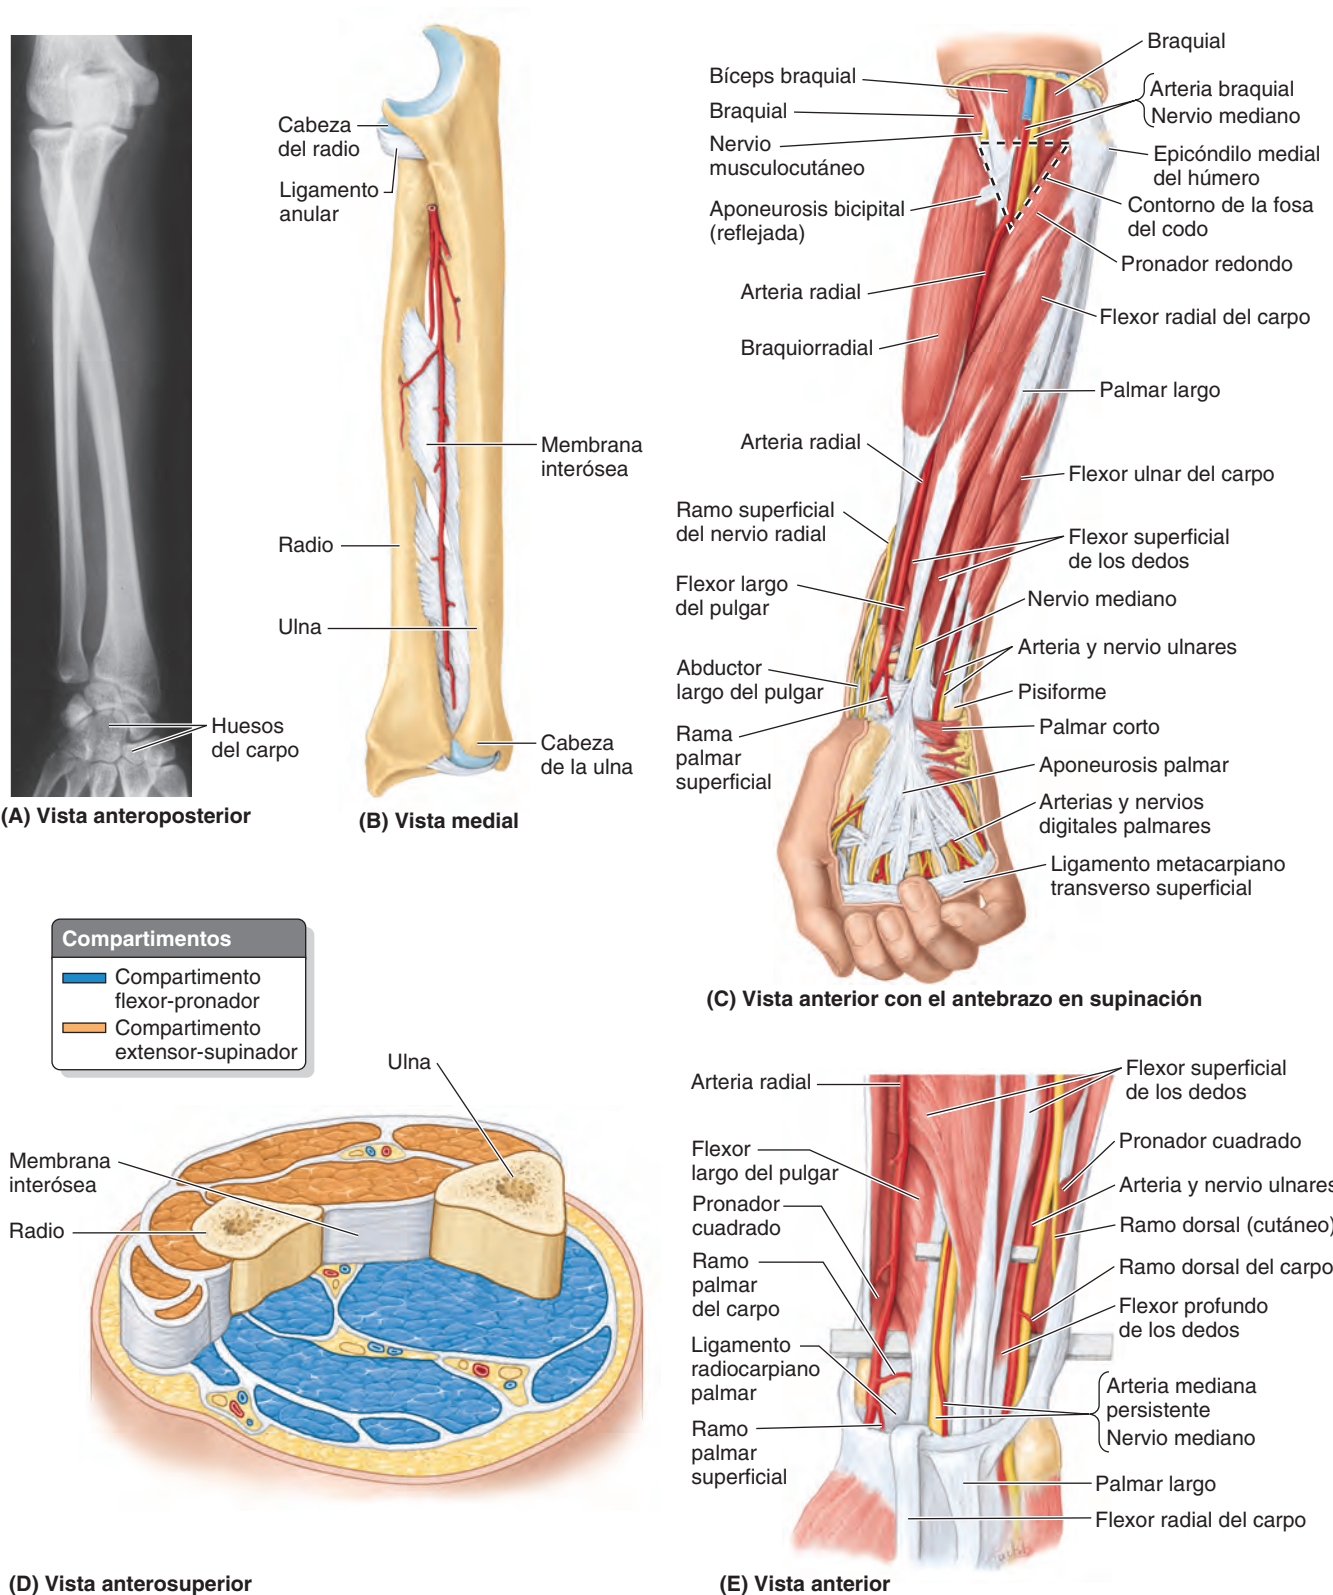 Cabeza
del radio
Ligamento
anular
Membrana
interósea
Radio
Ulna
Huesos
del carpo
Cabeza
de la ulna
(A) Vista anteroposterior
(B) Vista medial
Bíceps braquial
Braquial
Nervio
musculocutáneo
Aponeurosis bicipital
(reflejada)
Arteria radial
Braquiorradial
Arteria radial
Ramo superficial
del nervio radial
Flexor largo
del pulgar
Abductor
largo del pulgar
Rama
palmar
superficial
Braquial
Arteria braquial
Nervio mediano
Epicóndilo medial
del húmero
Contorno de la fosa
del codo
Pronador redondo
Flexor radial del carpo
Palmar largo
Flexor ulnar del carpo
Flexor superficial
de los dedos
Nervio mediano
Arteria y nervio ulnares
Pisiforme
Palmar corto
Aponeurosis palmar
Arterias y nervios
digitales palmares
Ligamento metacarpiano
transverso superficial
(C) Vista anterior con el antebrazo en supinación
Compartimentos
Compartimento
flexor-pronador
Compartimento
extensor-supinador
Ulna
Membrana
interósea
Radio
(D) Vista anterosuperior
Arteria radial
Flexor
largo del pulgar
Pronador
cuadrado
Ramo
palmar
del carpo
Ligamento
radiocarpiano
palmar
Ramo
palmar
superficial
Flexor superficial
de los dedos
Pronador cuadrado
Arteria y nervio ulnares
Ramo dorsal (cutáneo)
Ramo dorsal del carpo
Flexor profundo
de los dedos
Arteria mediana
persistente
Nervio mediano
Palmar largo
Flexor radial del carpo
(E) Vista anterior